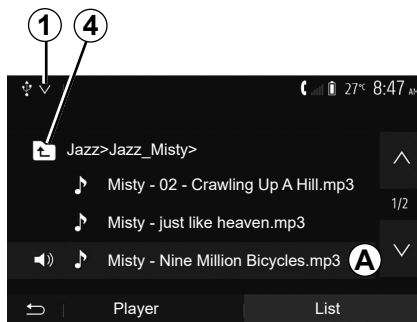 1 4
27°C 8:47 AM
Jazz>Jazz_Misty>
Misty - 02 - Crawling Up A Hill.mp3
1/2
Misty - just like heaven.mp3
Misty - Nine Million Bicycles.mp3 A
Player List